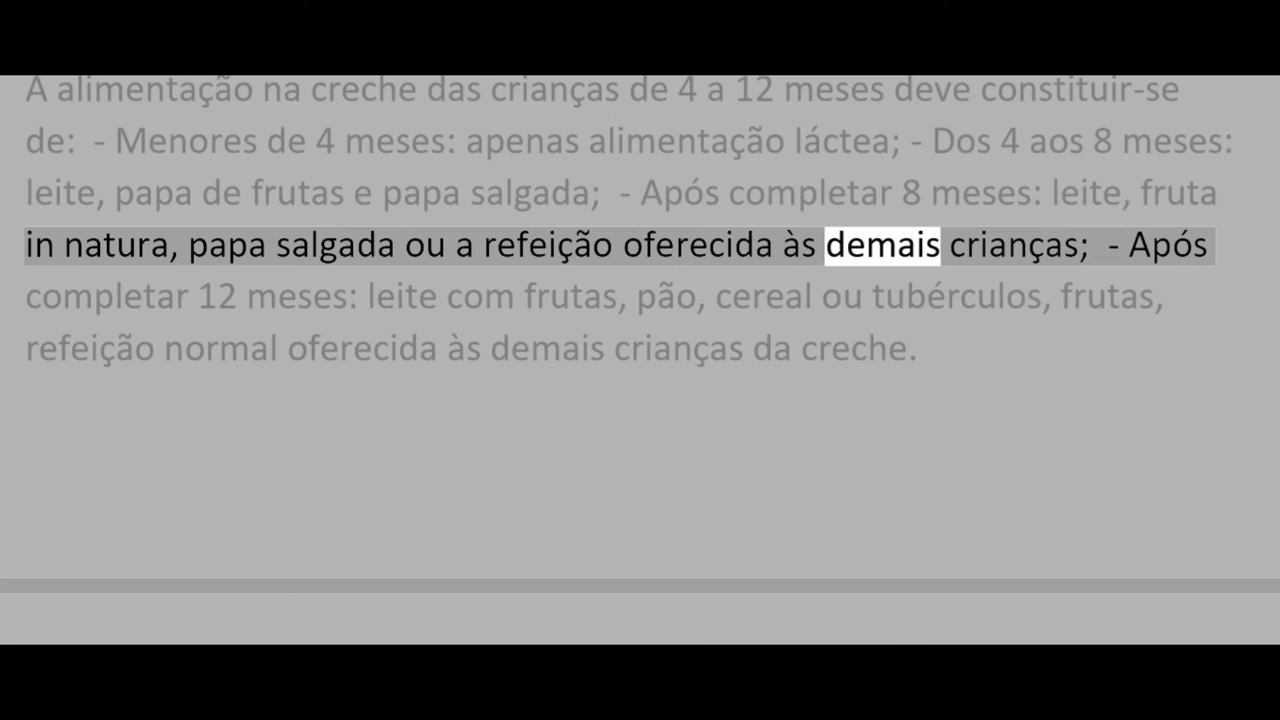 A alimentação na creche das crianças de 4 a 12 meses deve constituir-se
de:  - Menores de 4 meses: apenas alimentação láctea; - Dos 4 aos 8 meses:
leite, papa de frutas e papa salgada;  - Após completar 8 meses: leite, fruta
in natura, papa salgada ou a refeição oferecida às demais crianças;  - Após
completar 12 meses: leite com frutas, pão, cereal ou tubérculos, frutas,
refeição normal oferecida às demais crianças da creche.